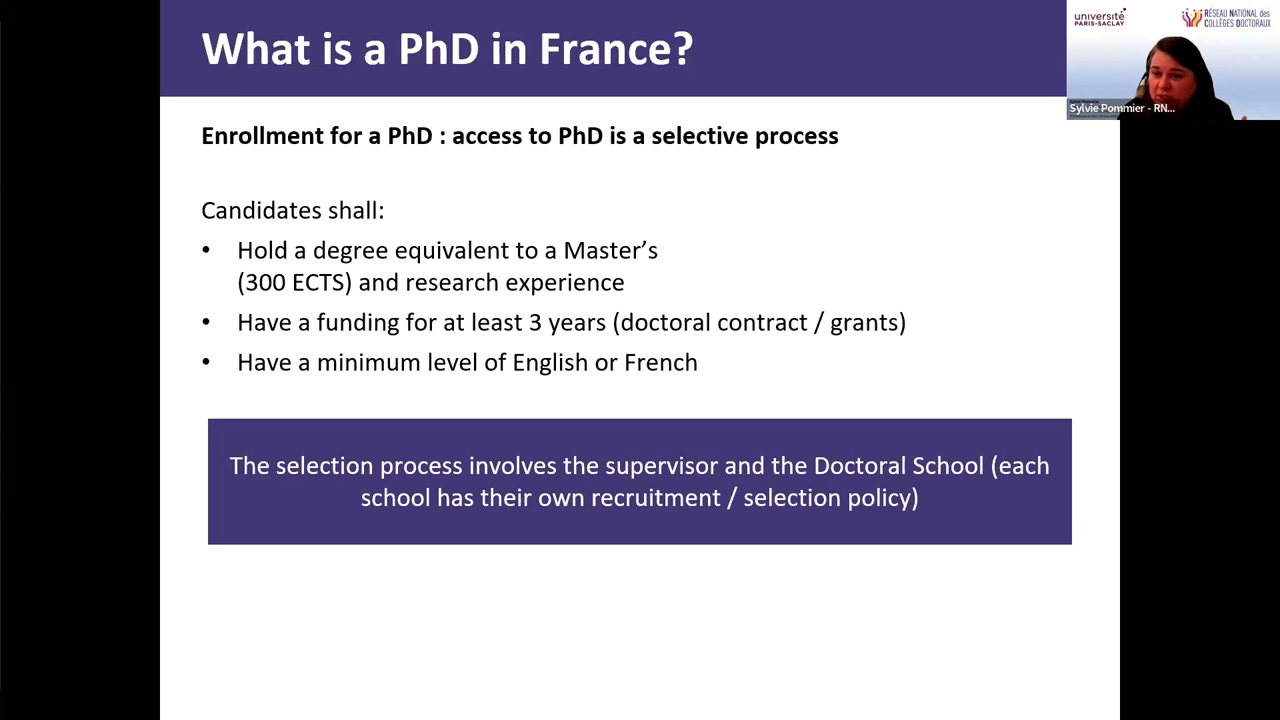 What is a PhD in France?
université
PARIS-SACLAY
RÉSEAU NATIONAL des
COLLÈGES DOCTORAUX
Sylvie Pommier - RN...
Enrollment for a PhD : access to PhD is a selective process
Candidates shall:
• Hold a degree equivalent to a Master’s
(300 ECTS) and research experience
• Have a funding for at least 3 years (doctoral contract / grants)
• Have a minimum level of English or French
The selection process involves the supervisor and the Doctoral School (each
school has their own recruitment / selection policy)